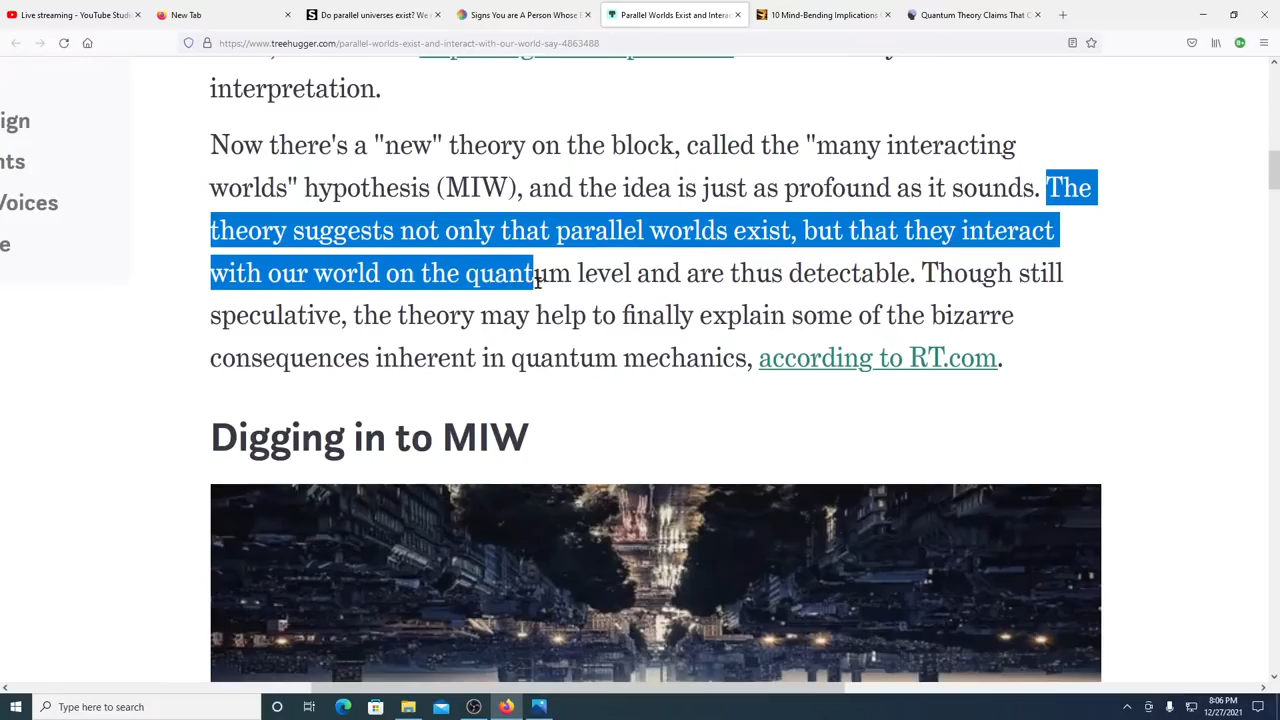 Live streaming - YouTube Studio
New Tab
Do parallel universes exist? We
Signs You are A Person Whose E
Parallel Worlds Exist and Interac
10 Mind-Bending Implications
Quantum Theory Claims That C
https://www.treehugger.com/parallel-worlds-exist-and-interact-with-our-world-say-4863488
interpretation.
ign
nts
Voices
e
Now there's a "new" theory on the block, called the "many interacting
worlds" hypothesis (MIW), and the idea is just as profound as it sounds. The
theory suggests not only that parallel worlds exist, but that they interact
with our world on the quantum level and are thus detectable. Though still
speculative, the theory may help to finally explain some of the bizarre
consequences inherent in quantum mechanics, according to RT.com.
Digging in to MIW
Type here to search
8:06 PM
12/27/2021